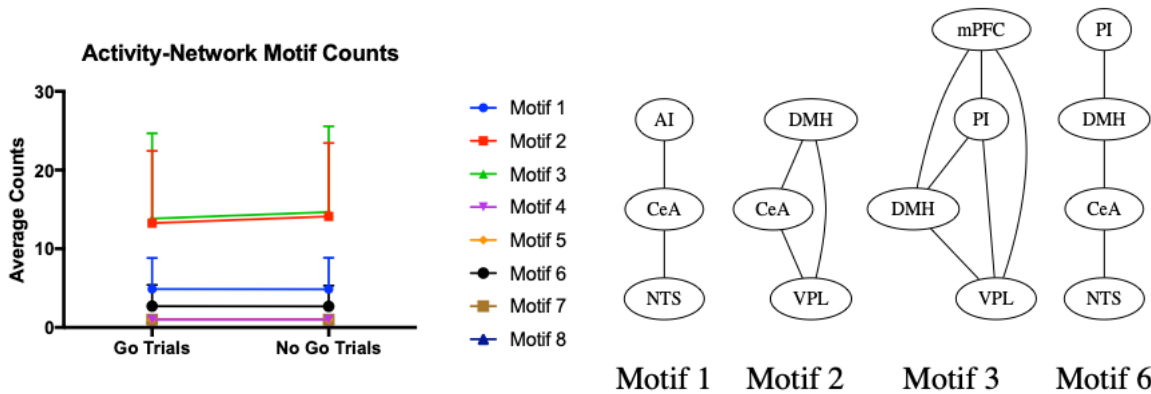 Activity-Network Motif Counts
Average Counts
30
20
10
0
Go Trials
No Go Trials
Motif 1
Motif 2
Motif 3
Motif 4
Motif 5
Motif 6
Motif 7
Motif 8
AI
CeA
NTS
Motif 1
DMH
CeA
VPL
Motif 2
mPFC
PI
DMH
VPL
Motif 3
PI
DMH
CeA
NTS
Motif 6